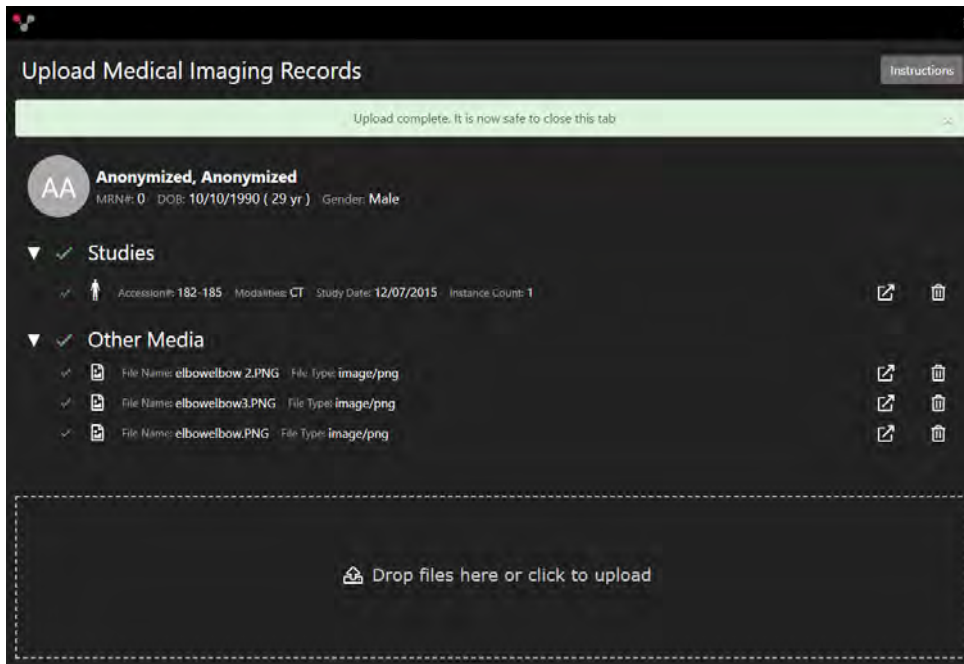 Upload Medical Imaging Records
Instructions
Upload complete. It is now safe to close this tab
AA
Anonymized, Anonymized
MRN#: 0 DOB: 10/10/1990 ( 29 yr ) Gender: Male
Studies
Accession#: 182-185 Modalities: CT Study Date: 12/07/2015 Instance Count: 1
Other Media
File Name: elbowelbow 2.PNG File Type: image/png
File Name: elbowelbow3.PNG File Type: image/png
File Name: elbowelbow.PNG File Type: image/png
Drop files here or click to upload